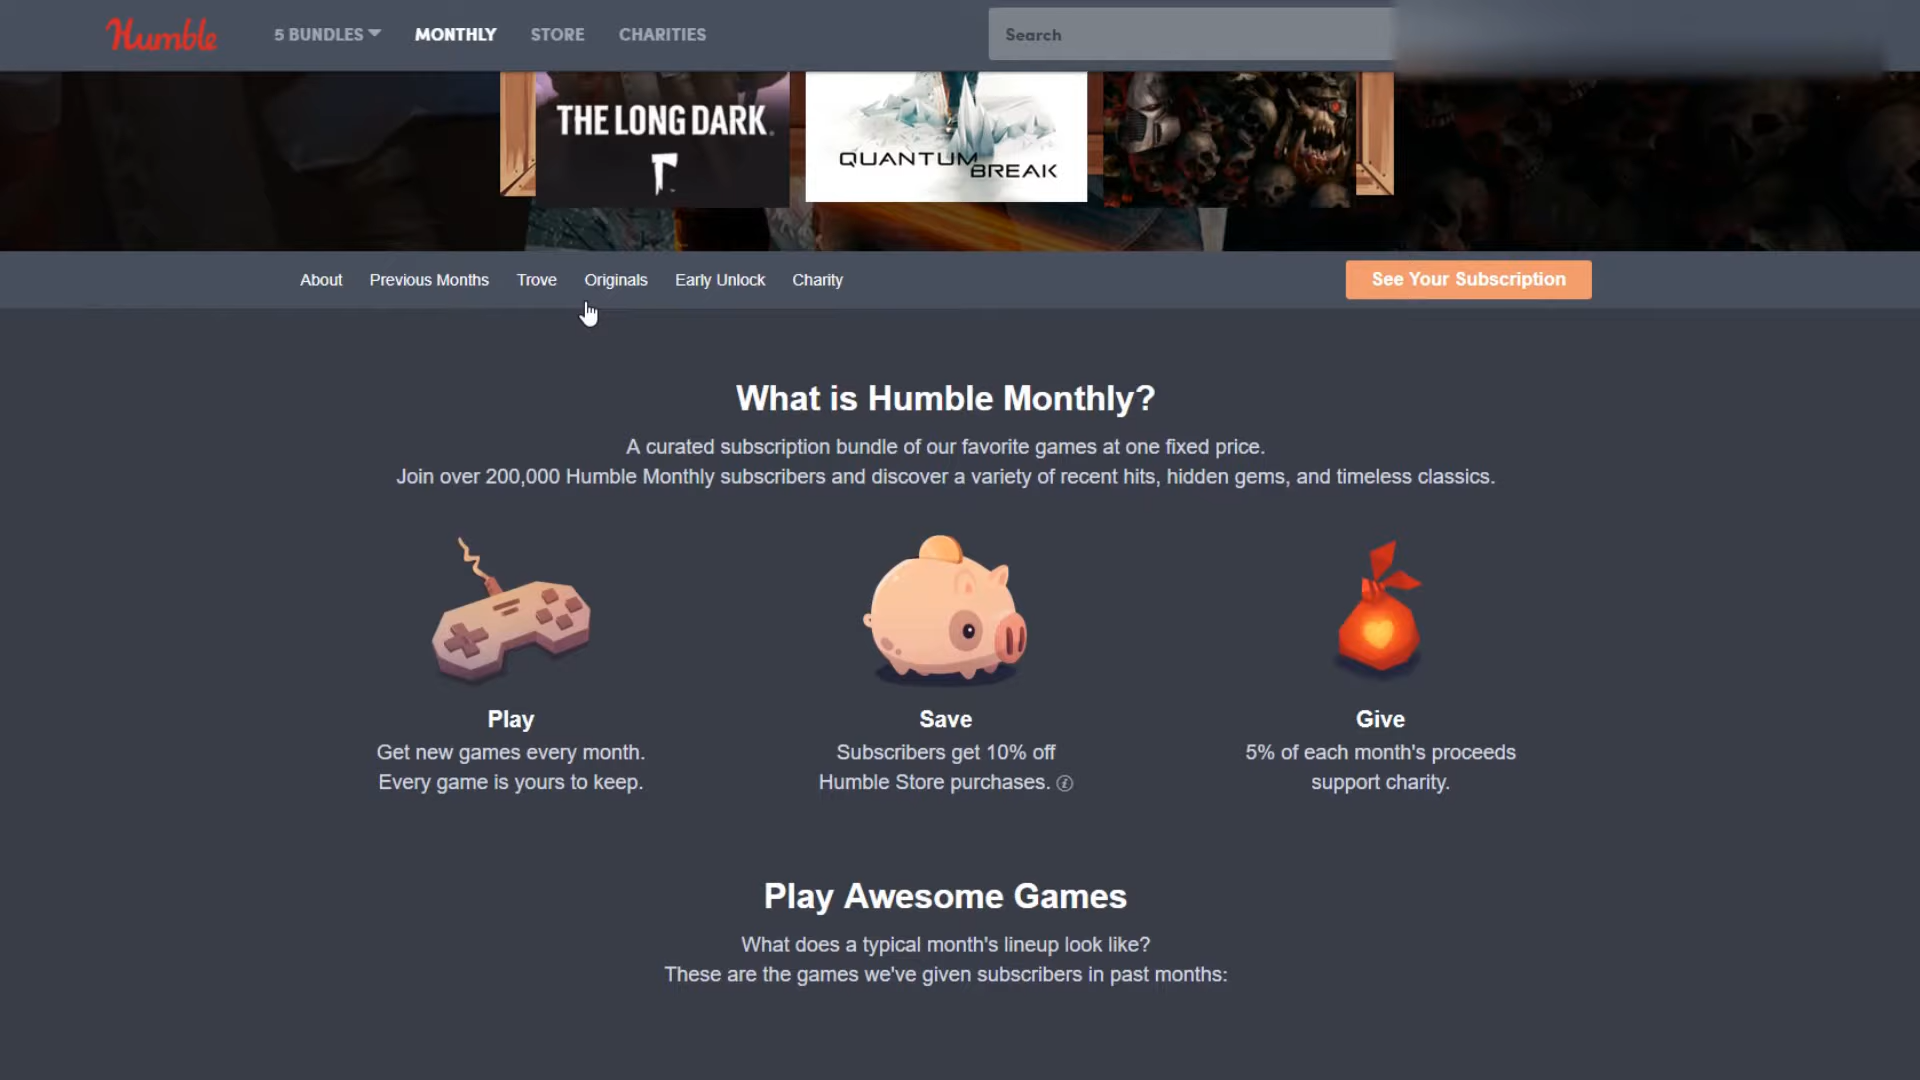 Humble
5 BUNDLES
MONTHLY
STORE
CHARITIES
Search
THE LONG DARK
QUANTUM
BREAK
About
Previous Months
Trove
Originals
Early Unlock
Charity
See Your Subscription
What is Humble Monthly?
A curated subscription bundle of our favorite games at one fixed price.
Join over 200,000 Humble Monthly subscribers and discover a variety of recent hits, hidden gems, and timeless classics.
Play
Get new games every month.
Every game is yours to keep.
Save
Subscribers get 10% off
Humble Store purchases.
Give
5% of each month's proceeds
support charity.
Play Awesome Games
What does a typical month's lineup look like?
These are the games we've given subscribers in past months: